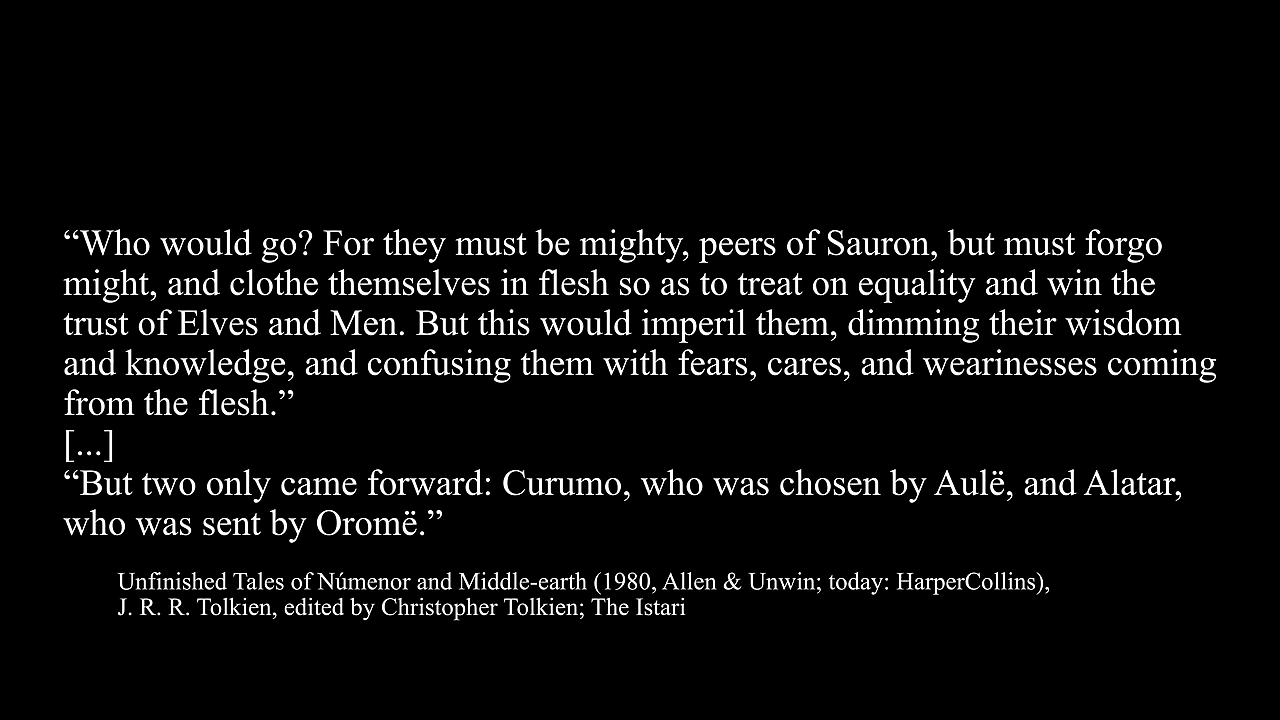 “Who would go? For they must be mighty, peers of Sauron, but must forgo
might, and clothe themselves in flesh so as to treat on equality and win the
trust of Elves and Men. But this would imperil them, dimming their wisdom
and knowledge, and confusing them with fears, cares, and wearinesses coming
from the flesh.”
[...]
“But two only came forward: Curumo, who was chosen by Aulë, and Alatar,
who was sent by Oromë.”
Unfinished Tales of Númenor and Middle-earth (1980, Allen & Unwin; today: HarperCollins),
J. R. R. Tolkien, edited by Christopher Tolkien; The Istari